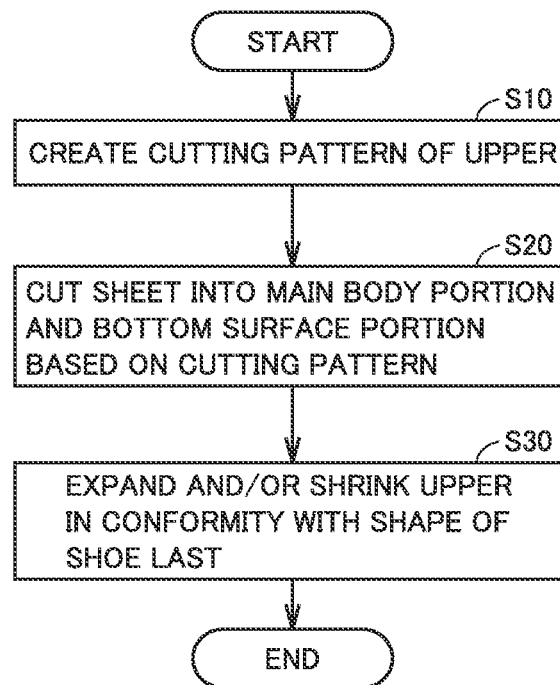 START
S10
CREATE CUTTING PATTERN OF UPPER
S20
CUT SHEET INTO MAIN BODY PORTION
AND BOTTOM SURFACE PORTION
BASED ON CUTTING PATTERN
S30
EXPAND AND/OR SHRINK UPPER
IN CONFORMITY WITH SHAPE OF
SHOE LAST
END